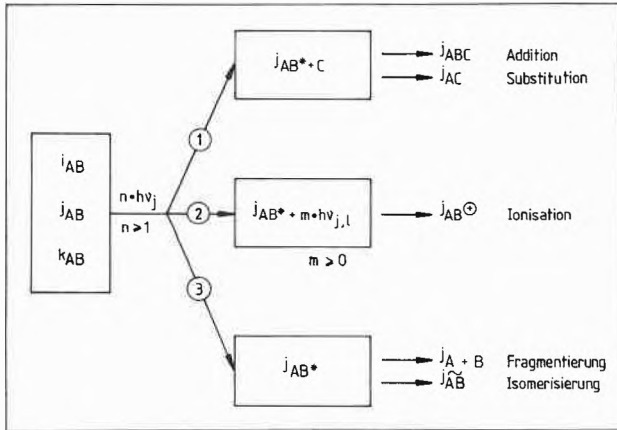 jAB* + C
jABC Addition
jAC Substitution
1
iAB
jAB
kAB
n•hνj
n⩾1
2
jAB* + m•hνj,l
m ⩾ 0
jAB⊕ Ionisation
3
jAB*
jA + B Fragmentierung
jA͠B Isomerisierung